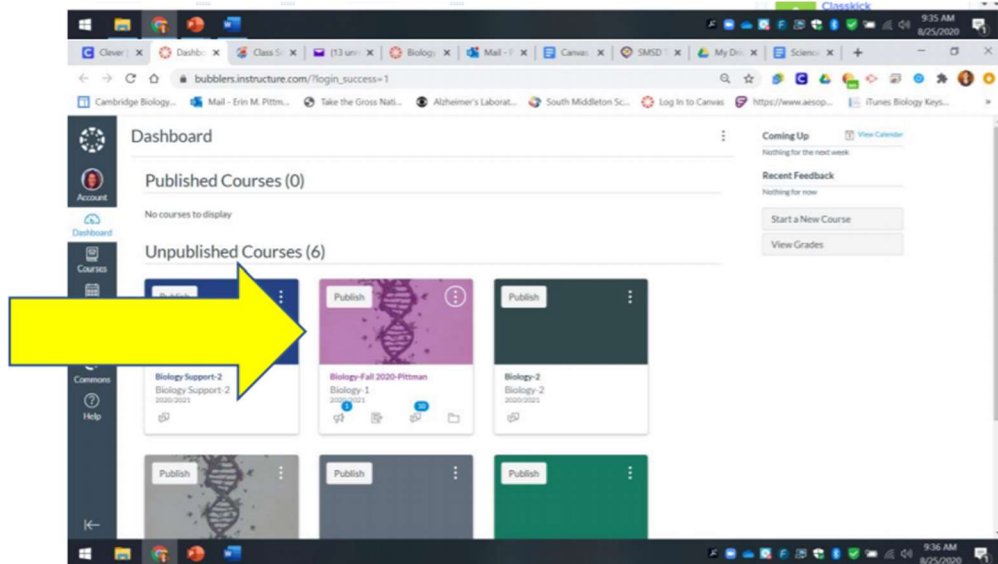 Classkick
9:35 AM
8/25/2020
Clever |
Dashbo
Class S
(13 un
Biology
Mail - P
Canvas
SMSD T
My Dri
Science
bubblers.instructure.com/?login_success=1
Cambridge Biology...
Mail - Erin M. Pittm...
Take the Gross Nati...
Alzheimer's Laborat...
South Middleton Sc...
Log In to Canvas
https://www.aesop...
iTunes Biology Keys...
Dashboard
Coming Up
View Calendar
Nothing for the next week
Published Courses (0)
Recent Feedback
Nothing for now
Account
No courses to display
Start a New Course
Dashboard
Unpublished Courses (6)
View Grades
Courses
Publish
Publish
Commons
Biology Support-2
Biology Support-2
2020/2021
Biology-Fall 2020-Pittman
Biology-1
2020/2021
1
10
Biology-2
Biology-2
2020/2021
Help
Publish
Publish
Publish
9:36 AM
8/25/2020